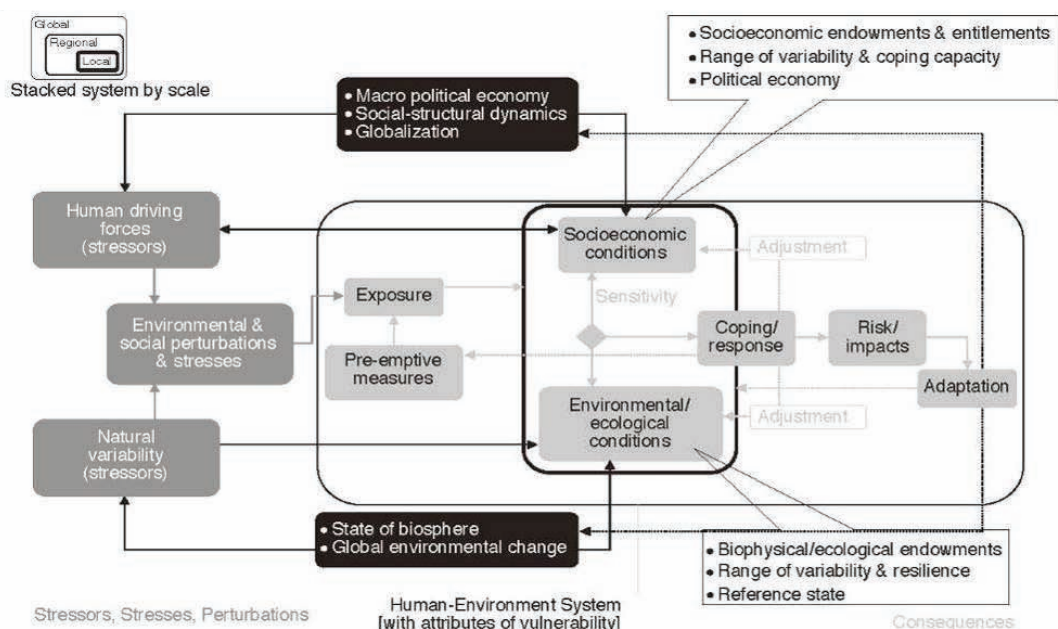 Global
Regional
Local
Stacked system by scale
• Socioeconomic endowments & entitlements
• Range of variability & coping capacity
• Political economy
• Macro political economy
• Social-structural dynamics
• Globalization
Human driving
forces
(stressors)
Socioeconomic
conditions
Adjustment
Exposure
Sensitivity
Environmental &
social perturbations
& stresses
Coping/
response
Risk/
impacts
Pre-emptive
measures
Adaptation
Environmental/
ecological
conditions
Adjustment
Natural
variability
(stressors)
• State of biosphere
• Global environmental change
• Biophysical/ecological endowments
• Range of variability & resilience
• Reference state
Stressors, Stresses, Perturbations
Human-Environment System
[with attributes of vulnerability]
Consequences